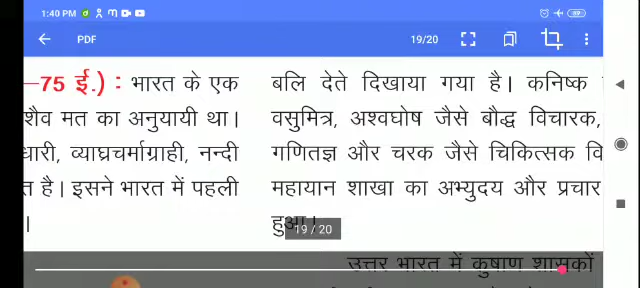 1:40 PM
PDF
19/20
—75 ई.) : भारत के एक
शैव मत का अनुयायी था।
धारी, व्याघ्रचर्माग्राही, नन्दी
त है। इसने भारत में पहली
।
बलि देते दिखाया गया है। कनिष्क
वसुमित्र, अश्वघोष जैसे बौद्ध विचारक,
गणितज्ञ और चरक जैसे चिकित्सक वि
महायान शाखा का अभ्युदय और प्रचार
हुआ।
19 / 20
उत्तर भारत में कुषाण शासकों